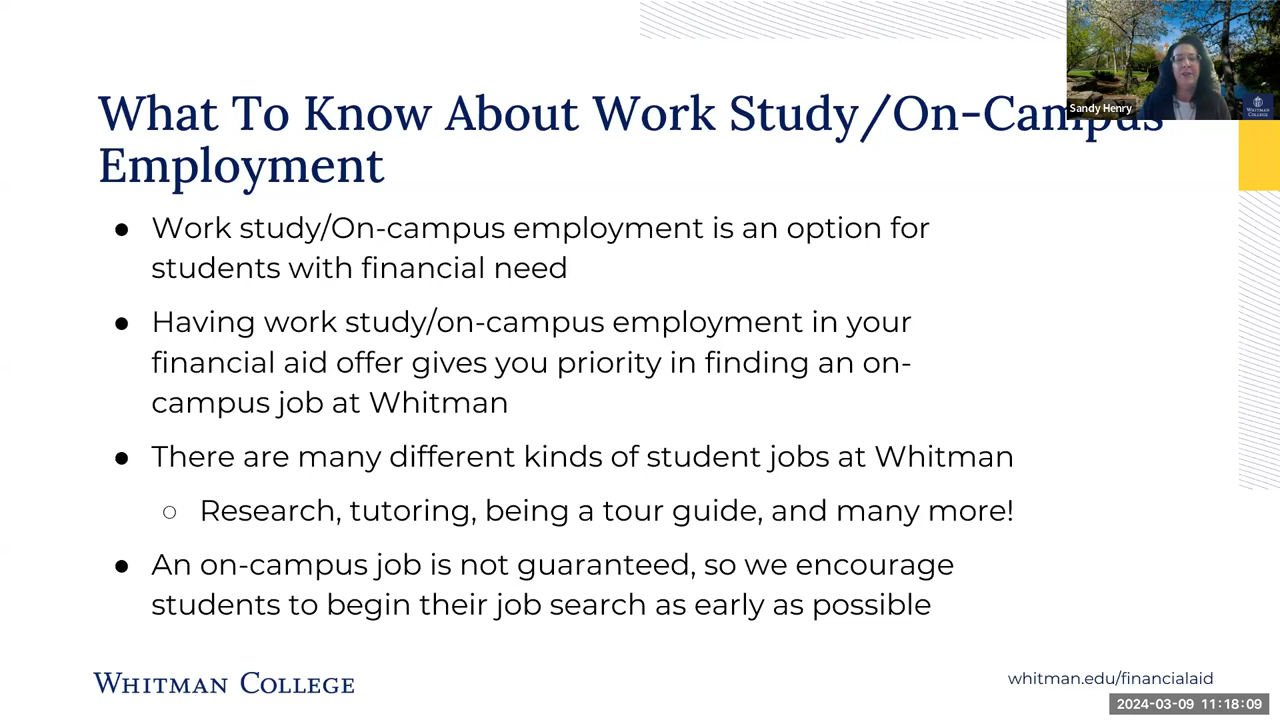 What To Know About Work Study/On-Campus
Employment
● Work study/On-campus employment is an option for
students with financial need
● Having work study/on-campus employment in your
financial aid offer gives you priority in finding an on-
campus job at Whitman
● There are many different kinds of student jobs at Whitman
○ Research, tutoring, being a tour guide, and many more!
● An on-campus job is not guaranteed, so we encourage
students to begin their job search as early as possible
Sandy Henry
WHITMAN
COLLEGE
WHITMAN COLLEGE
whitman.edu/financialaid
2024-03-09 11:18:09